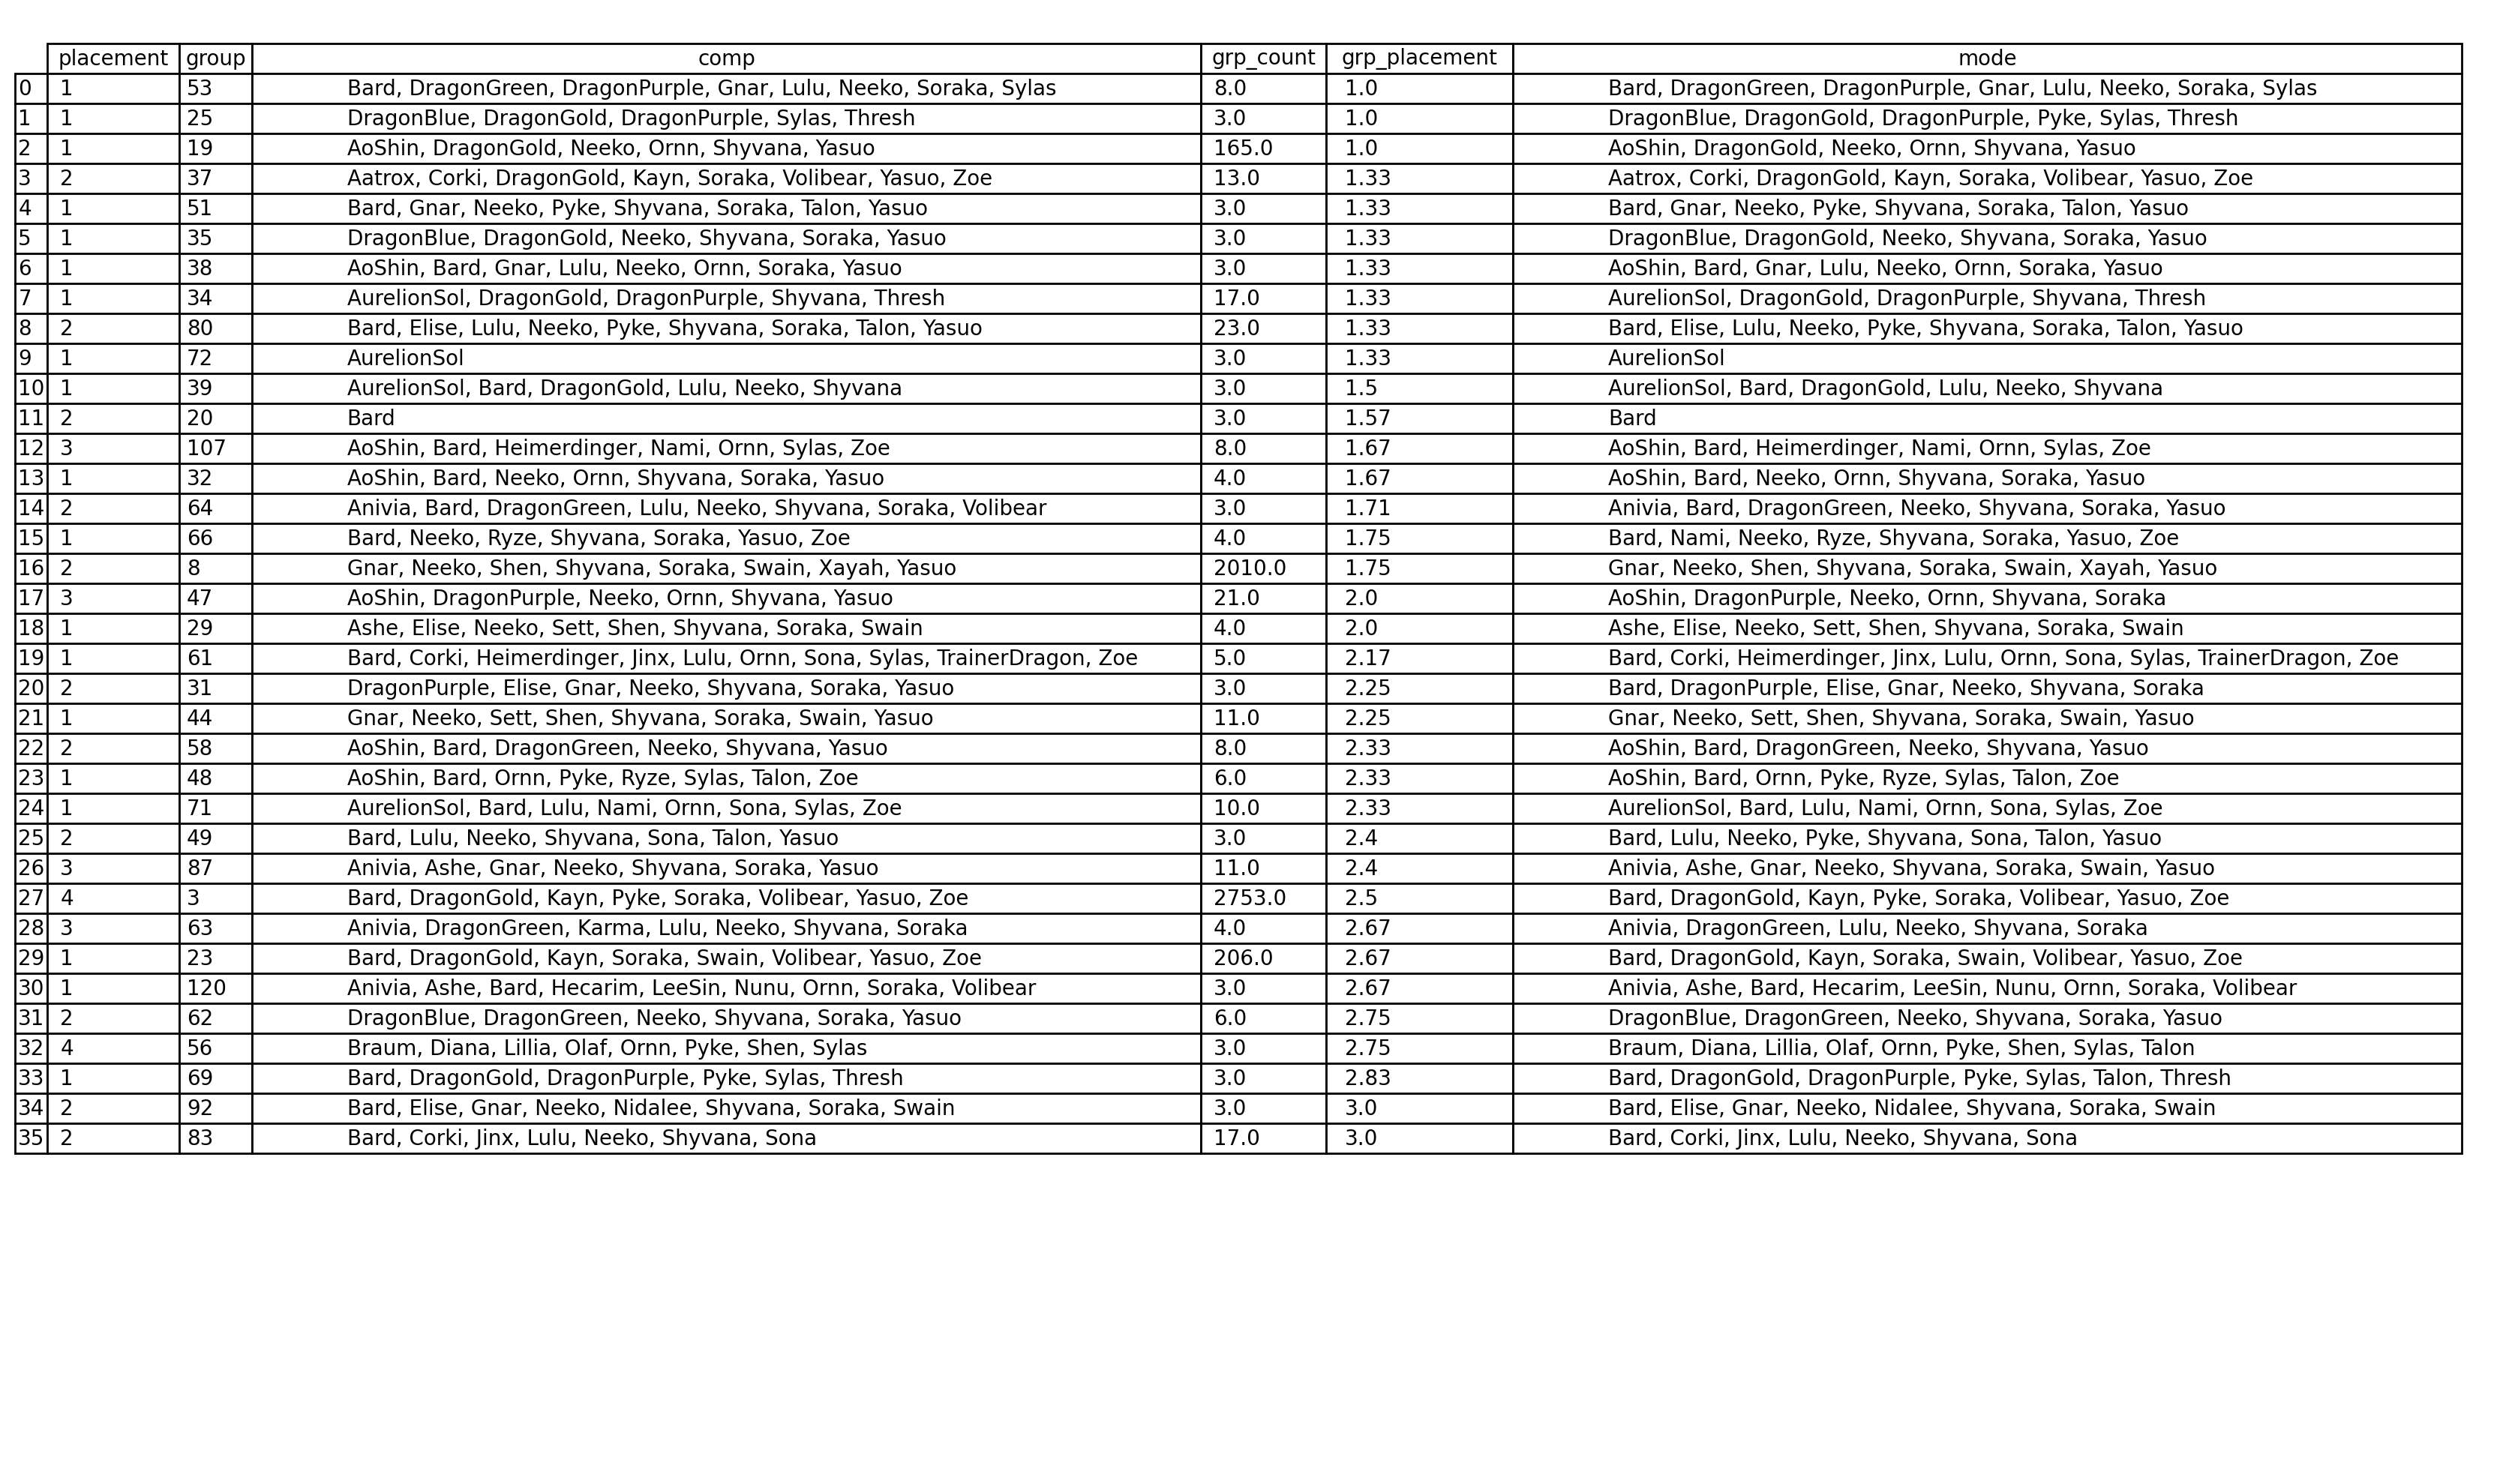 placement group comp grp_count grp_placement mode
0 1 53 Bard, DragonGreen, DragonPurple, Gnar, Lulu, Neeko, Soraka, Sylas 8.0 1.0 Bard, DragonGreen, DragonPurple, Gnar, Lulu, Neeko, Soraka, Sylas
1 1 25 DragonBlue, DragonGold, DragonPurple, Sylas, Thresh 3.0 1.0 DragonBlue, DragonGold, DragonPurple, Pyke, Sylas, Thresh
2 1 19 AoShin, DragonGold, Neeko, Ornn, Shyvana, Yasuo 165.0 1.0 AoShin, DragonGold, Neeko, Ornn, Shyvana, Yasuo
3 2 37 Aatrox, Corki, DragonGold, Kayn, Soraka, Volibear, Yasuo, Zoe 13.0 1.33 Aatrox, Corki, DragonGold, Kayn, Soraka, Volibear, Yasuo, Zoe
4 1 51 Bard, Gnar, Neeko, Pyke, Shyvana, Soraka, Talon, Yasuo 3.0 1.33 Bard, Gnar, Neeko, Pyke, Shyvana, Soraka, Talon, Yasuo
5 1 35 DragonBlue, DragonGold, Neeko, Shyvana, Soraka, Yasuo 3.0 1.33 DragonBlue, DragonGold, Neeko, Shyvana, Soraka, Yasuo
6 1 38 AoShin, Bard, Gnar, Lulu, Neeko, Ornn, Soraka, Yasuo 3.0 1.33 AoShin, Bard, Gnar, Lulu, Neeko, Ornn, Soraka, Yasuo
7 1 34 AurelionSol, DragonGold, DragonPurple, Shyvana, Thresh 17.0 1.33 AurelionSol, DragonGold, DragonPurple, Shyvana, Thresh
8 2 80 Bard, Elise, Lulu, Neeko, Pyke, Shyvana, Soraka, Talon, Yasuo 23.0 1.33 Bard, Elise, Lulu, Neeko, Pyke, Shyvana, Soraka, Talon, Yasuo
9 1 72 AurelionSol 3.0 1.33 AurelionSol
10 1 39 AurelionSol, Bard, DragonGold, Lulu, Neeko, Shyvana 3.0 1.5 AurelionSol, Bard, DragonGold, Lulu, Neeko, Shyvana
11 2 20 Bard 3.0 1.57 Bard
12 3 107 AoShin, Bard, Heimerdinger, Nami, Ornn, Sylas, Zoe 8.0 1.67 AoShin, Bard, Heimerdinger, Nami, Ornn, Sylas, Zoe
13 1 32 AoShin, Bard, Neeko, Ornn, Shyvana, Soraka, Yasuo 4.0 1.67 AoShin, Bard, Neeko, Ornn, Shyvana, Soraka, Yasuo
14 2 64 Anivia, Bard, DragonGreen, Lulu, Neeko, Shyvana, Soraka, Volibear 3.0 1.71 Anivia, Bard, DragonGreen, Neeko, Shyvana, Soraka, Yasuo
15 1 66 Bard, Neeko, Ryze, Shyvana, Soraka, Yasuo, Zoe 4.0 1.75 Bard, Nami, Neeko, Ryze, Shyvana, Soraka, Yasuo, Zoe
16 2 8 Gnar, Neeko, Shen, Shyvana, Soraka, Swain, Xayah, Yasuo 2010.0 1.75 Gnar, Neeko, Shen, Shyvana, Soraka, Swain, Xayah, Yasuo
17 3 47 AoShin, DragonPurple, Neeko, Ornn, Shyvana, Yasuo 21.0 2.0 AoShin, DragonPurple, Neeko, Ornn, Shyvana, Soraka
18 1 29 Ashe, Elise, Neeko, Sett, Shen, Shyvana, Soraka, Swain 4.0 2.0 Ashe, Elise, Neeko, Sett, Shen, Shyvana, Soraka, Swain
19 1 61 Bard, Corki, Heimerdinger, Jinx, Lulu, Ornn, Sona, Sylas, TrainerDragon, Zoe 5.0 2.17 Bard, Corki, Heimerdinger, Jinx, Lulu, Ornn, Sona, Sylas, TrainerDragon, Zoe
20 2 31 DragonPurple, Elise, Gnar, Neeko, Shyvana, Soraka, Yasuo 3.0 2.25 Bard, DragonPurple, Elise, Gnar, Neeko, Shyvana, Soraka
21 1 44 Gnar, Neeko, Sett, Shen, Shyvana, Soraka, Swain, Yasuo 11.0 2.25 Gnar, Neeko, Sett, Shen, Shyvana, Soraka, Swain, Yasuo
22 2 58 AoShin, Bard, DragonGreen, Neeko, Shyvana, Yasuo 8.0 2.33 AoShin, Bard, DragonGreen, Neeko, Shyvana, Yasuo
23 1 48 AoShin, Bard, Ornn, Pyke, Ryze, Sylas, Talon, Zoe 6.0 2.33 AoShin, Bard, Ornn, Pyke, Ryze, Sylas, Talon, Zoe
24 1 71 AurelionSol, Bard, Lulu, Nami, Ornn, Sona, Sylas, Zoe 10.0 2.33 AurelionSol, Bard, Lulu, Nami, Ornn, Sona, Sylas, Zoe
25 2 49 Bard, Lulu, Neeko, Shyvana, Sona, Talon, Yasuo 3.0 2.4 Bard, Lulu, Neeko, Pyke, Shyvana, Sona, Talon, Yasuo
26 3 87 Anivia, Ashe, Gnar, Neeko, Shyvana, Soraka, Yasuo 11.0 2.4 Anivia, Ashe, Gnar, Neeko, Shyvana, Soraka, Swain, Yasuo
27 4 3 Bard, DragonGold, Kayn, Pyke, Soraka, Volibear, Yasuo, Zoe 2753.0 2.5 Bard, DragonGold, Kayn, Pyke, Soraka, Volibear, Yasuo, Zoe
28 3 63 Anivia, DragonGreen, Karma, Lulu, Neeko, Shyvana, Soraka 4.0 2.67 Anivia, DragonGreen, Lulu, Neeko, Shyvana, Soraka
29 1 23 Bard, DragonGold, Kayn, Soraka, Swain, Volibear, Yasuo, Zoe 206.0 2.67 Bard, DragonGold, Kayn, Soraka, Swain, Volibear, Yasuo, Zoe
30 1 120 Anivia, Ashe, Bard, Hecarim, LeeSin, Nunu, Ornn, Soraka, Volibear 3.0 2.67 Anivia, Ashe, Bard, Hecarim, LeeSin, Nunu, Ornn, Soraka, Volibear
31 2 62 DragonBlue, DragonGreen, Neeko, Shyvana, Soraka, Yasuo 6.0 2.75 DragonBlue, DragonGreen, Neeko, Shyvana, Soraka, Yasuo
32 4 56 Braum, Diana, Lillia, Olaf, Ornn, Pyke, Shen, Sylas 3.0 2.75 Braum, Diana, Lillia, Olaf, Ornn, Pyke, Shen, Sylas, Talon
33 1 69 Bard, DragonGold, DragonPurple, Pyke, Sylas, Thresh 3.0 2.83 Bard, DragonGold, DragonPurple, Pyke, Sylas, Talon, Thresh
34 2 92 Bard, Elise, Gnar, Neeko, Nidalee, Shyvana, Soraka, Swain 3.0 3.0 Bard, Elise, Gnar, Neeko, Nidalee, Shyvana, Soraka, Swain
35 2 83 Bard, Corki, Jinx, Lulu, Neeko, Shyvana, Sona 17.0 3.0 Bard, Corki, Jinx, Lulu, Neeko, Shyvana, Sona